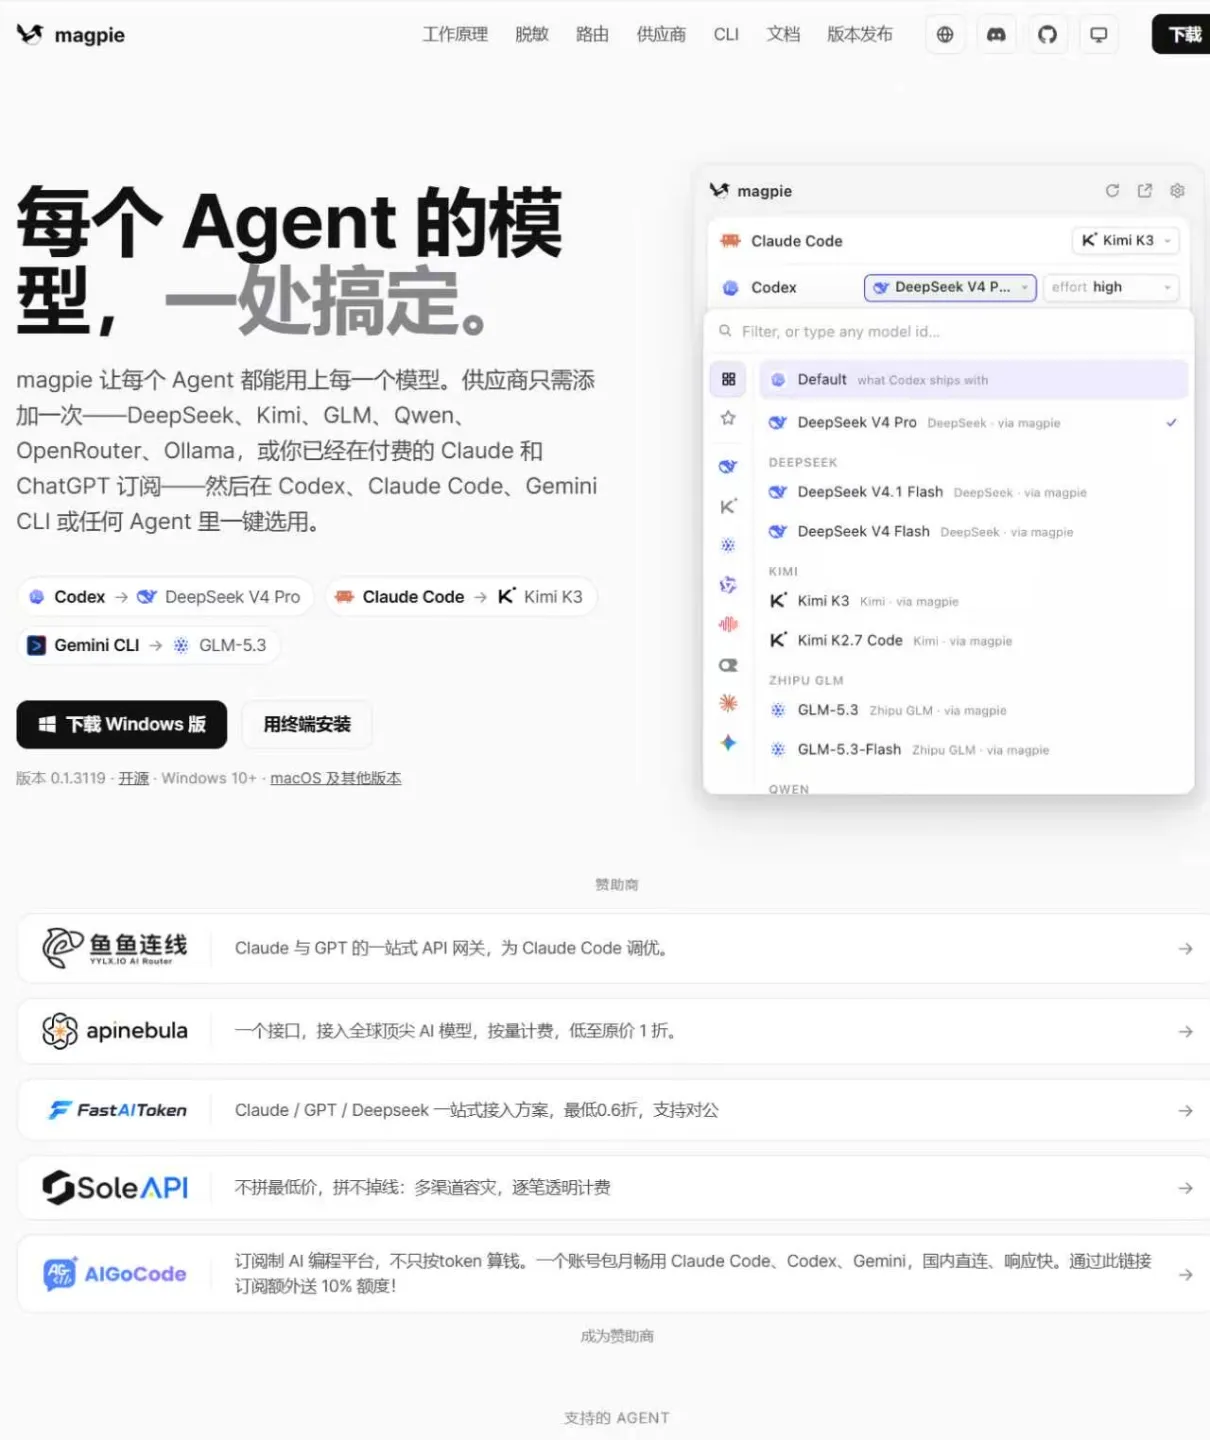 magpie
工作原理 脱敏 路由 供应商 CLI 文档 版本发布 下载
每个 Agent 的模
型，一处搞定。
magpie 让每个 Agent 都能用上每一个模型。供应商只需添
加一次——DeepSeek、Kimi、GLM、Qwen、
OpenRouter、Ollama，或你已经在付费的 Claude 和
ChatGPT 订阅——然后在 Codex、Claude Code、Gemini
CLI 或任何 Agent 里一键选用。
Codex → DeepSeek V4 Pro
Claude Code → Kimi K3
Gemini CLI → GLM-5.3
下载 Windows 版
用终端安装
版本 0.1.3119 · 开源 · Windows 10+ · macOS 及其他版本
magpie
Claude Code Kimi K3
Codex DeepSeek V4 P... effort high
Filter, or type any model id...
Default what Codex ships with
DeepSeek V4 Pro DeepSeek · via magpie
DEEPSEEK
DeepSeek V4.1 Flash DeepSeek · via magpie
DeepSeek V4 Flash DeepSeek · via magpie
KIMI
Kimi K3 Kimi · via magpie
Kimi K2.7 Code Kimi · via magpie
ZHIPU GLM
GLM-5.3 Zhipu GLM · via magpie
GLM-5.3-Flash Zhipu GLM · via magpie
QWEN
赞助商
鱼鱼连线
YYLX.IO AI Router
Claude 与 GPT 的一站式 API 网关，为 Claude Code 调优。
apinebula
一个接口，接入全球顶尖 AI 模型，按量计费，低至原价 1 折。
FastAIToken
Claude / GPT / Deepseek 一站式接入方案，最低0.6折，支持对公
SoleAPI
不拼最低价，拼不掉线：多渠道容灾，逐笔透明计费
AIGoCode
订阅制 AI 编程平台，不只按token 算钱。一个账号包月畅用 Claude Code、Codex、Gemini，国内直连、响应快。通过此链接
订阅额外送 10% 额度！
成为赞助商
支持的 AGENT